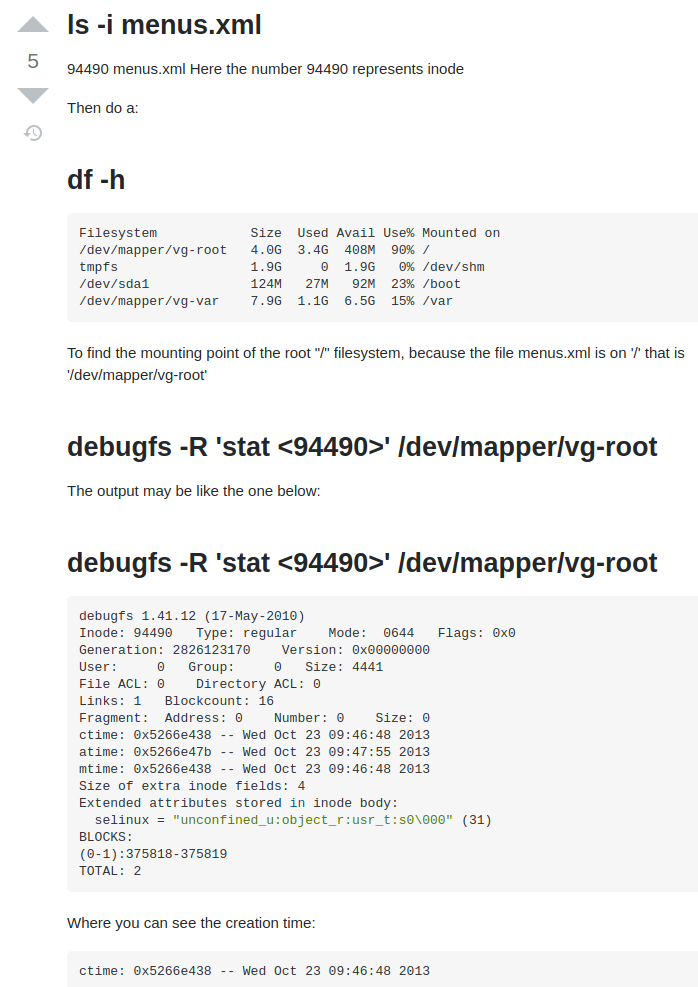 ls -i menus.xml
5
94490 menus.xml Here the number 94490 represents inode
Then do a:
df -h
Filesystem            Size  Used Avail Use% Mounted on
/dev/mapper/vg-root   4.0G  3.4G  408M  90% /
tmpfs                 1.9G     0  1.9G   0% /dev/shm
/dev/sda1             124M   27M   92M  23% /boot
/dev/mapper/vg-var    7.9G  1.1G  6.5G  15% /var
To find the mounting point of the root "/" filesystem, because the file menus.xml is on '/' that is
'/dev/mapper/vg-root'
debugfs -R 'stat <94490>' /dev/mapper/vg-root
The output may be like the one below:
debugfs -R 'stat <94490>' /dev/mapper/vg-root
debugfs 1.41.12 (17-May-2010)
Inode: 94490   Type: regular    Mode:  0644   Flags: 0x0
Generation: 2826123170    Version: 0x00000000
User:     0   Group:     0   Size: 4441
File ACL: 0    Directory ACL: 0
Links: 1   Blockcount: 16
Fragment:  Address: 0    Number: 0    Size: 0
ctime: 0x5266e438 -- Wed Oct 23 09:46:48 2013
atime: 0x5266e47b -- Wed Oct 23 09:47:55 2013
mtime: 0x5266e438 -- Wed Oct 23 09:46:48 2013
Size of extra inode fields: 4
Extended attributes stored in inode body:
  selinux = "unconfined_u:object_r:usr_t:s0\000" (31)
BLOCKS:
(0-1):375818-375819
TOTAL: 2
Where you can see the creation time:
ctime: 0x5266e438 -- Wed Oct 23 09:46:48 2013